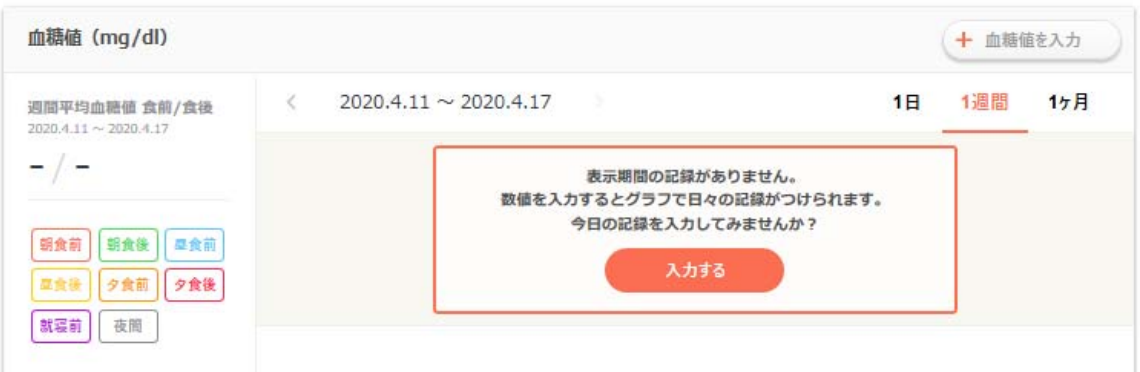 血糖値（mg/dl）
+ 血糖値を入力
週間平均血糖値 食前/食後
2020.4.11 ～ 2020.4.17
- / -
朝食前 朝食後 昼食前
昼食後 夕食前 夕食後
就寝前 夜間
< 2020.4.11 ～ 2020.4.17 >
1日 1週間 1ヶ月
表示期間の記録がありません。
数値を入力するとグラフで日々の記録がつけられます。
今日の記録を入力してみませんか？
入力する